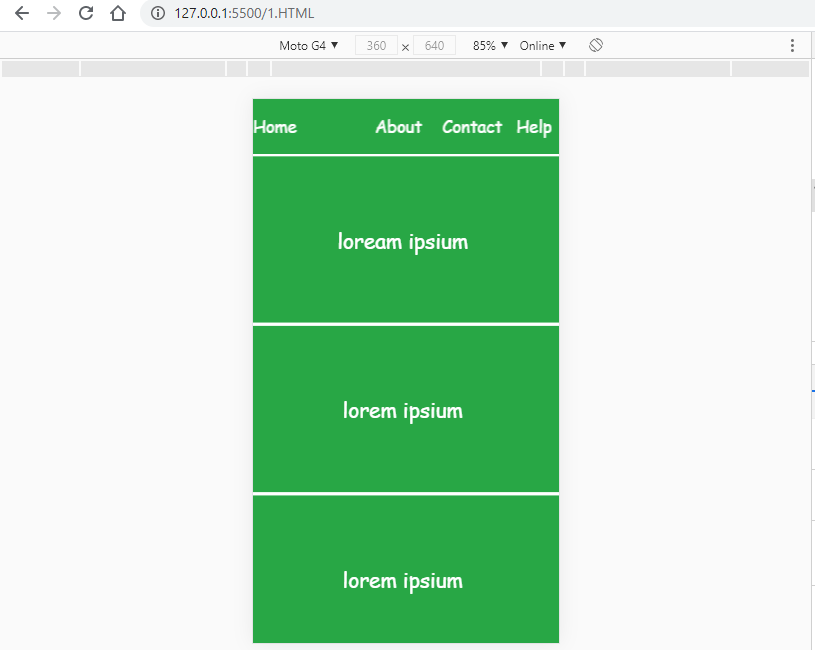 127.0.0.1:5500/1.HTML
Moto G4 ▼ 360 × 640 85% ▼ Online ▼
Home About Contact Help
loream ipsium
lorem ipsium
lorem ipsium